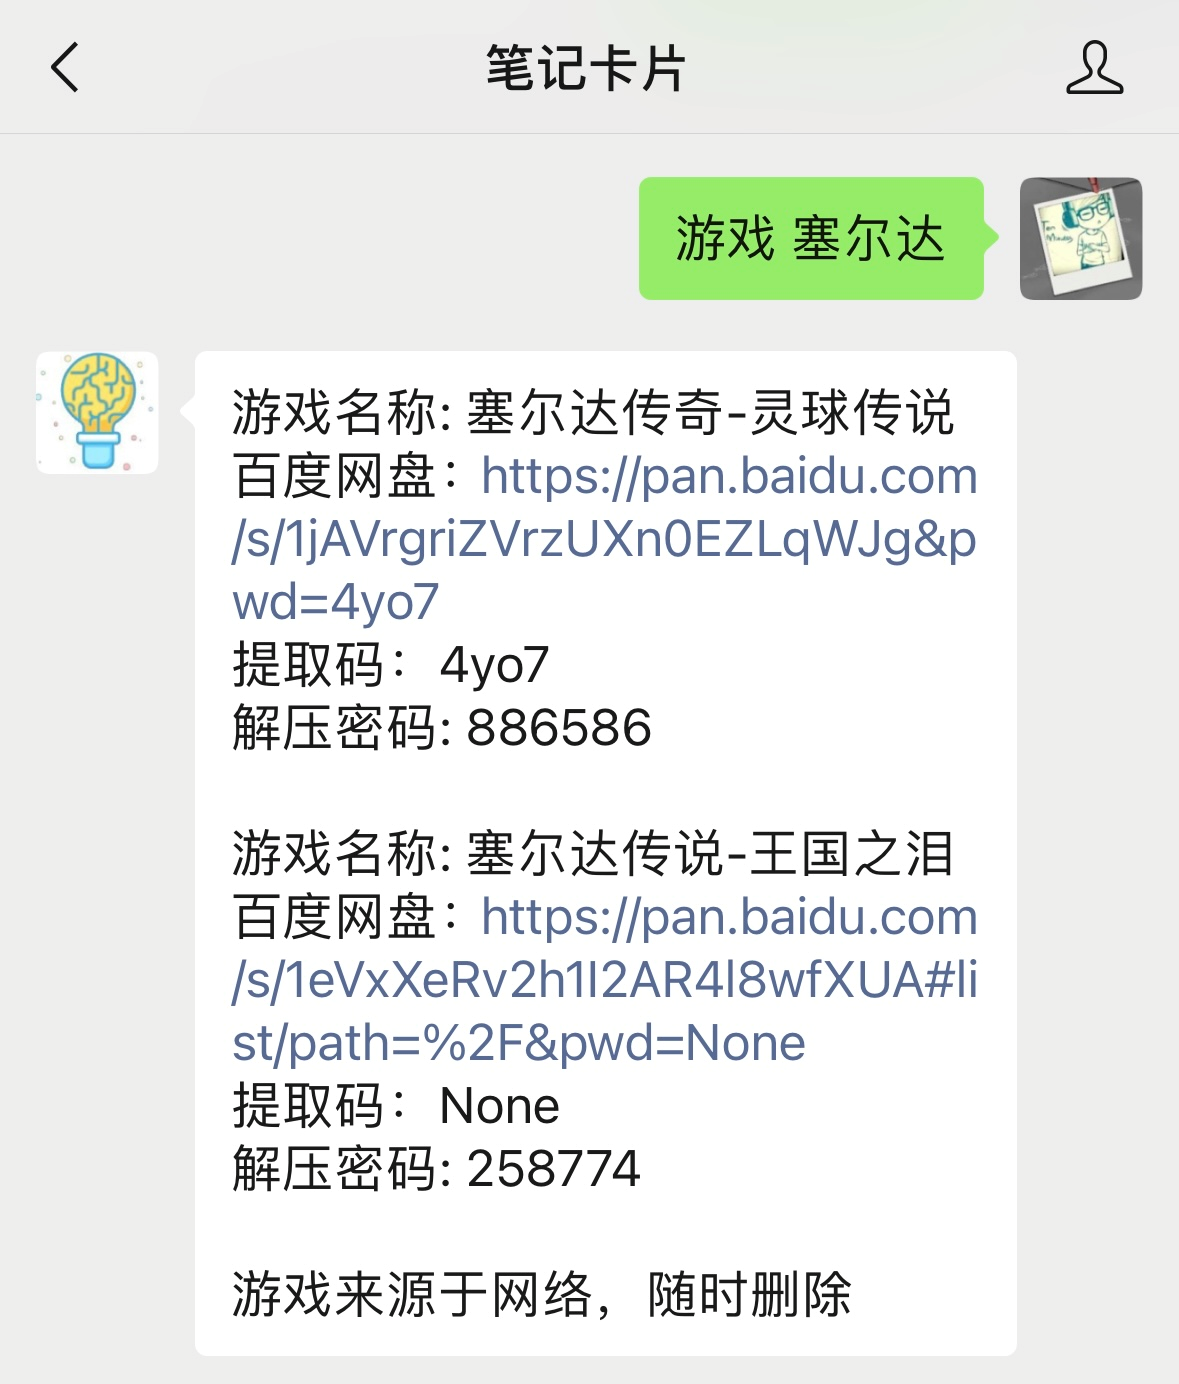 笔记卡片
游戏 塞尔达
游戏名称: 塞尔达传奇-灵球传说
百度网盘： https://pan.baidu.com
/s/1jAVrgriZVrzUXn0EZLqWJg&p
wd=4yo7
提取码： 4yo7
解压密码: 886586
游戏名称: 塞尔达传说-王国之泪
百度网盘： https://pan.baidu.com
/s/1eVxXeRv2h1I2AR4l8wfXUA#li
st/path=%2F&pwd=None
提取码： None
解压密码: 258774
游戏来源于网络，随时删除